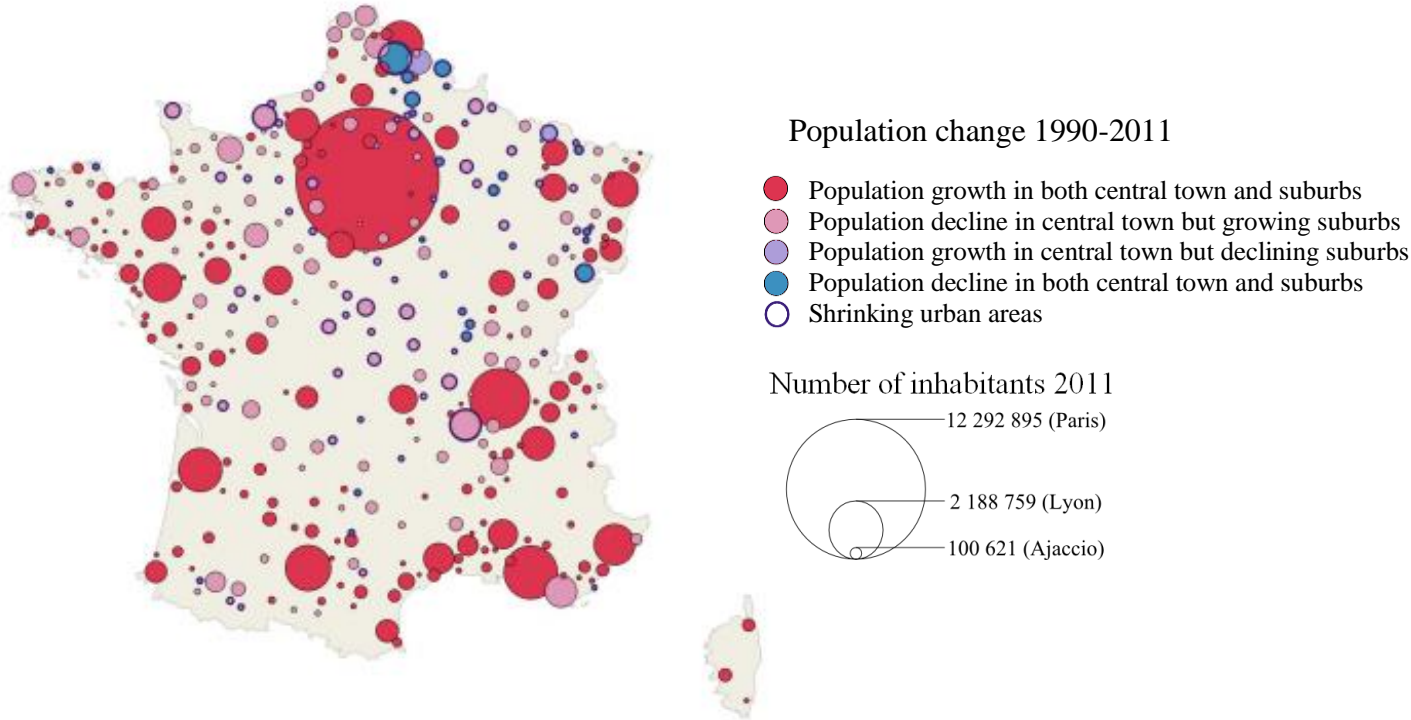 Population change 1990-2011
Population growth in both central town and suburbs
Population decline in central town but growing suburbs
Population growth in central town but declining suburbs
Population decline in both central town and suburbs
Shrinking urban areas
Number of inhabitants 2011
12 292 895 (Paris)
2 188 759 (Lyon)
100 621 (Ajaccio)